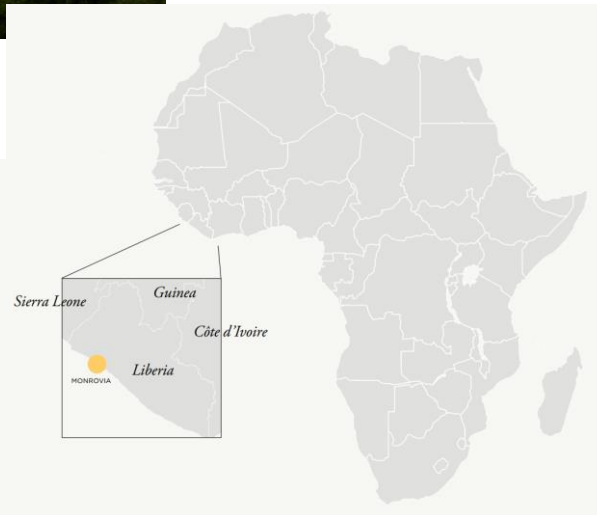 Guinea
Sierra Leone
Côte d'Ivoire
Liberia
MONROVIA